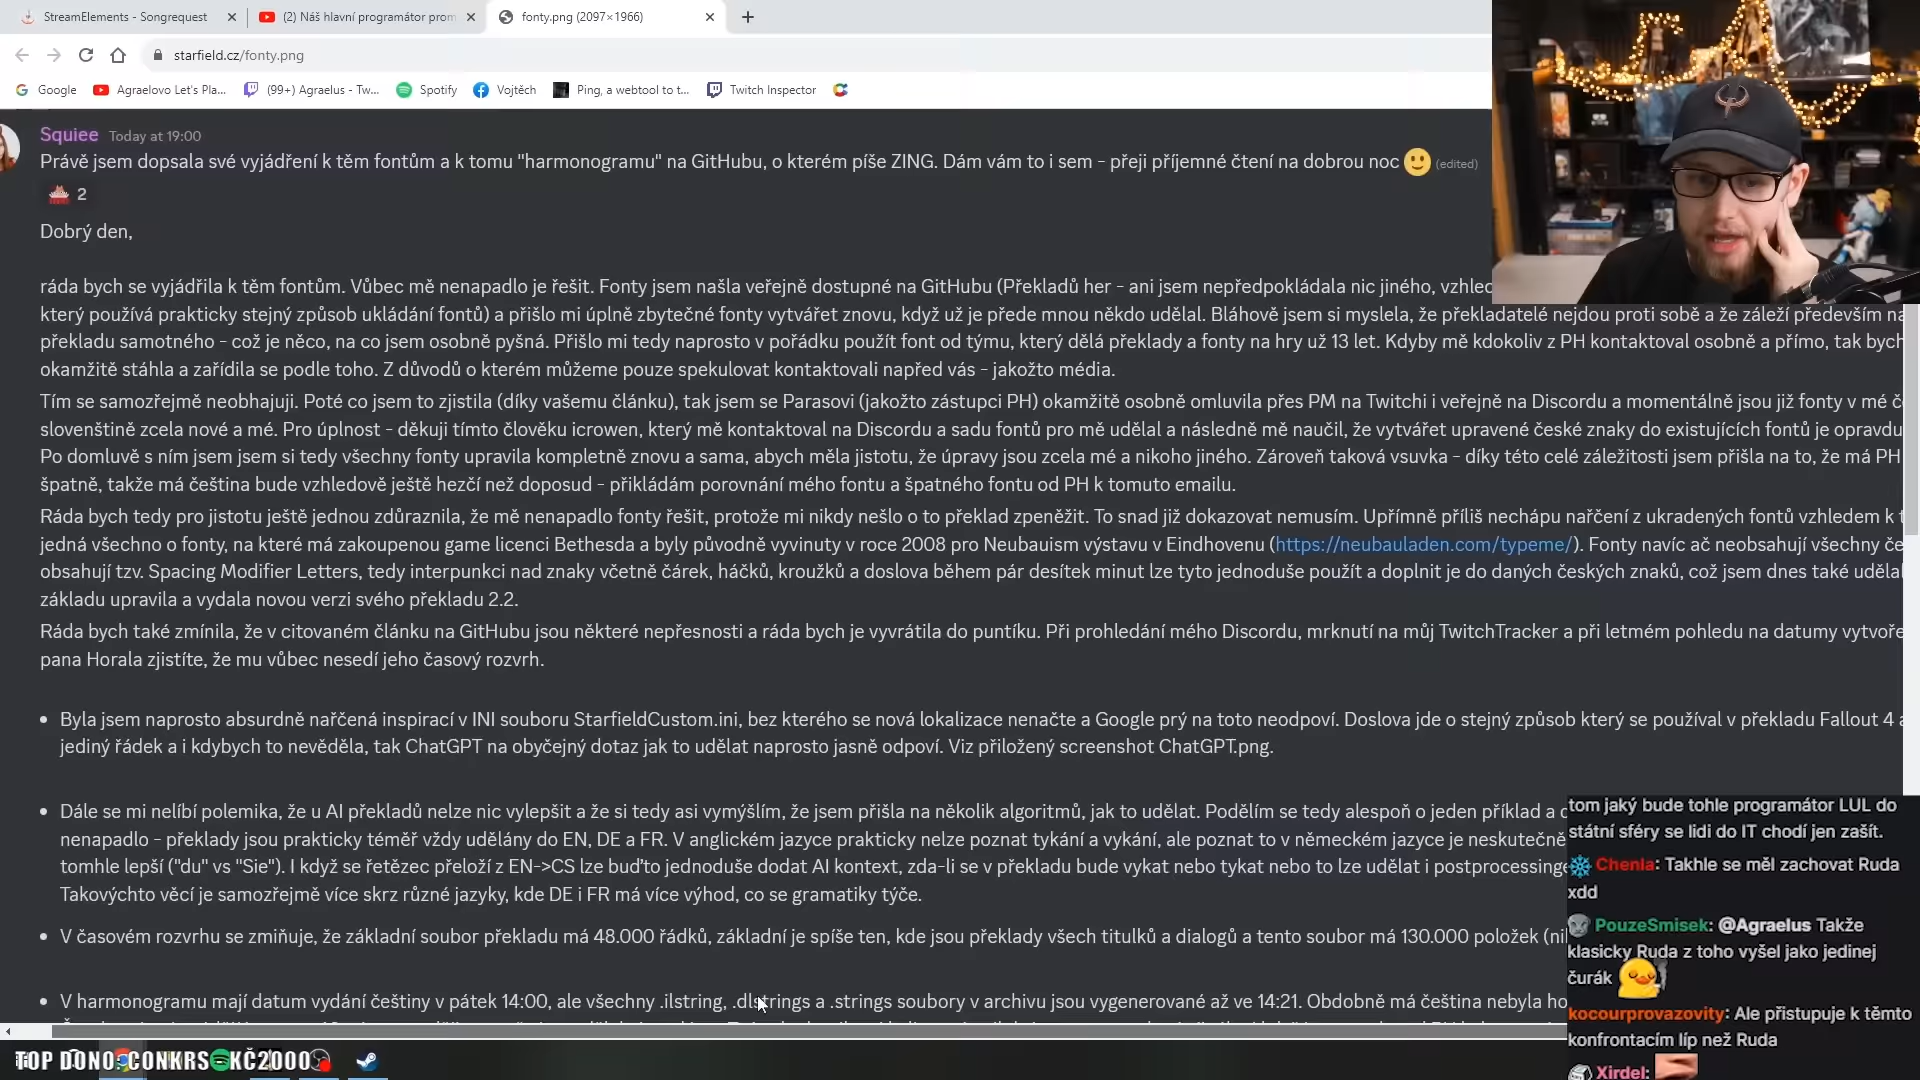 StreamElements - Songrequest
(2) Náš hlavní programátor prom
fonty.png (2097×1966)
starfield.cz/fonty.png
Google
Agraelovo Let's Pla...
(99+) Agraelus - Tw...
Spotify
Vojtěch
Ping, a webtool to t...
Twitch Inspector
Squiee Today at 19:00
Právě jsem dopsala své vyjádření k těm fontům a k tomu "harmonogramu" na GitHubu, o kterém píše ZING. Dám vám to i sem - přeji příjemné čtení na dobrou noc (edited)
2
Dobrý den,
ráda bych se vyjádřila k těm fontům. Vůbec mě nenapadlo je řešit. Fonty jsem našla veřejně dostupné na GitHubu (Překladů her - ani jsem nepředpokládala nic jiného, vzhled
který používá prakticky stejný způsob ukládání fontů) a přišlo mi úplně zbytečné fonty vytvářet znovu, když už je přede mnou někdo udělal. Bláhově jsem si myslela, že překladatelé nejdou proti sobě a že záleží především na
překladu samotného - což je něco, na co jsem osobně pyšná. Přišlo mi tedy naprosto v pořádku použít font od týmu, který dělá překlady a fonty na hry už 13 let. Kdyby mě kdokoliv z PH kontaktoval osobně a přímo, tak bych
okamžitě stáhla a zařídila se podle toho. Z důvodů o kterém můžeme pouze spekulovat kontaktovali napřed vás - jakožto média.
Tím se samozřejmě neobhajuji. Poté co jsem to zjistila (díky vašemu článku), tak jsem se Parasovi (jakožto zástupci PH) okamžitě osobně omluvila přes PM na Twitchi i veřejně na Discordu a momentálně jsou již fonty v mé č
slovenštině zcela nové a mé. Pro úplnost - děkuji tímto člověku icrowen, který mě kontaktoval na Discordu a sadu fontů pro mě udělal a následně mě naučil, že vytvářet upravené české znaky do existujících fontů je opravdu
Po domluvě s ním jsem jsem si tedy všechny fonty upravila kompletně znovu a sama, abych měla jistotu, že úpravy jsou zcela mé a nikoho jiného. Zároveň taková vsuvka - díky této celé záležitosti jsem přišla na to, že má PH
špatně, takže má čeština bude vzhledově ještě hezčí než doposud - přikládám porovnání mého fontu a špatného fontu od PH k tomuto emailu.
Ráda bych tedy pro jistotu ještě jednou zdůraznila, že mě nenapadlo fonty řešit, protože mi nikdy nešlo o to překlad zpeněžit. To snad již dokazovat nemusím. Upřímně příliš nechápu nařčení z ukradených fontů vzhledem k t
jedná všechno o fonty, na které má zakoupenou game licenci Bethesda a byly původně vyvinuty v roce 2008 pro Neubauism výstavu v Eindhovenu (https://neubauladen.com/typeme/). Fonty navíc ač neobsahují všechny če
obsahují tzv. Spacing Modifier Letters, tedy interpunkci nad znaky včetně čárek, háčků, kroužků a doslova během pár desítek minut lze tyto jednoduše použít a doplnit je do daných českých znaků, což jsem dnes také udělal
základu upravila a vydala novou verzi svého překladu 2.2.
Ráda bych také zmínila, že v citovaném článku na GitHubu jsou některé nepřesnosti a ráda bych je vyvrátila do puntíku. Při prohledání mého Discordu, mrknutí na můj TwitchTracker a při letmém pohledu na datumy vytvoře
pana Horala zjistíte, že mu vůbec nesedí jeho časový rozvrh.
• Byla jsem naprosto absurdně nařčená inspirací v INI souboru StarfieldCustom.ini, bez kterého se nová lokalizace nenačte a Google prý na toto neodpoví. Doslova jde o stejný způsob který se používal v překladu Fallout 4 a
jediný řádek a i kdybych to nevěděla, tak ChatGPT na obyčejný dotaz jak to udělat naprosto jasně odpoví. Viz přiložený screenshot ChatGPT.png.
• Dále se mi nelíbí polemika, že u AI překladů nelze nic vylepšit a že si tedy asi vymýšlím, že jsem přišla na několik algoritmů, jak to udělat. Podělím se tedy alespoň o jeden příklad a
nenapadlo - překlady jsou prakticky téměř vždy udělány do EN, DE a FR. V anglickém jazyce prakticky nelze poznat tykání a vykání, ale poznat to v německém jazyce je neskutečně
tomhle lepší ("du" vs "Sie"). I když se řetězec přeloží z EN->CS lze buďto jednoduše dodat AI kontext, zda-li se v překladu bude vykat nebo tykat nebo to lze udělat i postprocessinge
Takovýchto věcí je samozřejmě více skrz různé jazyky, kde DE i FR má více výhod, co se gramatiky týče.
• V časovém rozvrhu se zmiňuje, že základní soubor překladu má 48.000 řádků, základní je spíše ten, kde jsou překlady všech titulků a dialogů a tento soubor má 130.000 položek (ni
• V harmonogramu mají datum vydání češtiny v pátek 14:00, ale všechny .ilstring, .dlstrings a .strings soubory v archivu jsou vygenerované až ve 14:21. Obdobně má čeština nebyla ho
tom jaký bude tohle programátor LUL do
státní sféry se lidi do IT chodí jen zašít.
Chenla: Takhle se měl zachovat Ruda
xdd
PouzeSmisek: @Agraelus Takže
klasicky Ruda z toho vyšel jako jedinej
čurák
kocourprovazovity: Ale přistupuje k těmto
konfrontacím líp než Ruda
Xirdel:
TOP DONO: CONKRS KČ2000